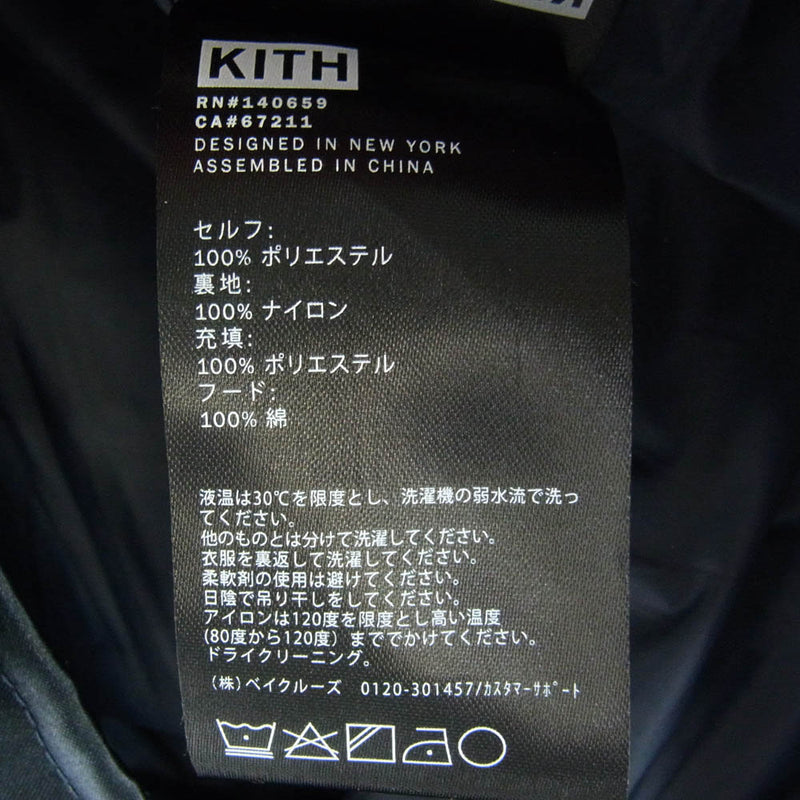 KITH
RN#140659
CA#67211
DESIGNED IN NEW YORK
ASSEMBLED IN CHINA
セルフ:
100% ポリエステル
裏地:
100% ナイロン
充填:
100% ポリエステル
フード:
100% 綿
液温は30℃を限度とし、洗濯機の弱水流で洗っ
てください。
他のものとは分けて洗濯してください。
衣服を裏返して洗濯してください。
柔軟剤の使用は避けてください。
日陰で吊り干しをしてください。
アイロンは120度を限度とし高い温度
(80度から120度）まででかけてください。
ドライクリーニング。
（株）ベイクルーズ 0120-301457/ｶｽﾀﾏｰｻﾎﾟｰﾄ